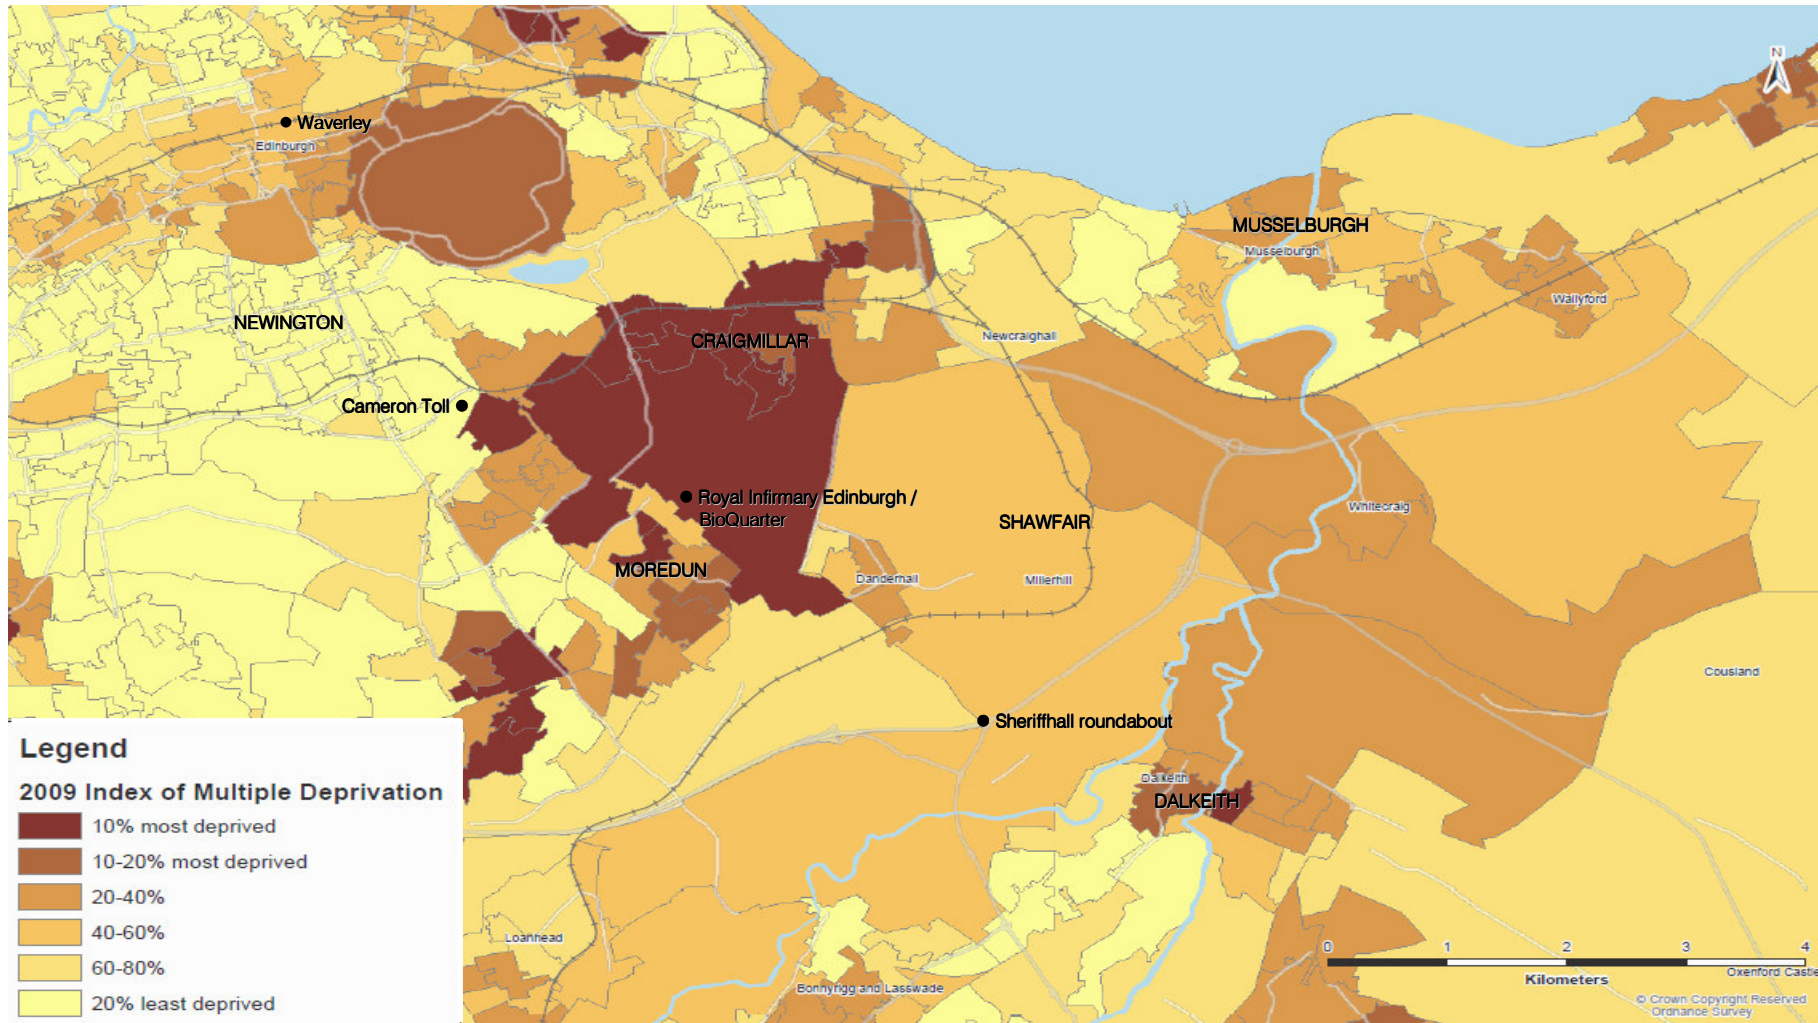 N
Waverley
Edinburgh
MUSSELBURGH
Musselburgh
Wallyford
NEWINGTON
Newcraighall
CRAIGMILLAR
Cameron Toll
Royal Infirmary Edinburgh /
BioQuarter
Whitecraig
SHAWFAIR
MOREDUN
Danderhall
Millerhill
Cousland
Sheriffhall roundabout
Dalkeith
DALKEITH
Loanhead
Bonnyrigg and Lasswade
Legend
2009 Index of Multiple Deprivation
10% most deprived
10-20% most deprived
20-40%
40-60%
60-80%
20% least deprived
0 1 2 3 4
Kilometers
Oxenford Castle
© Crown Copyright Reserved
Ordnance Survey